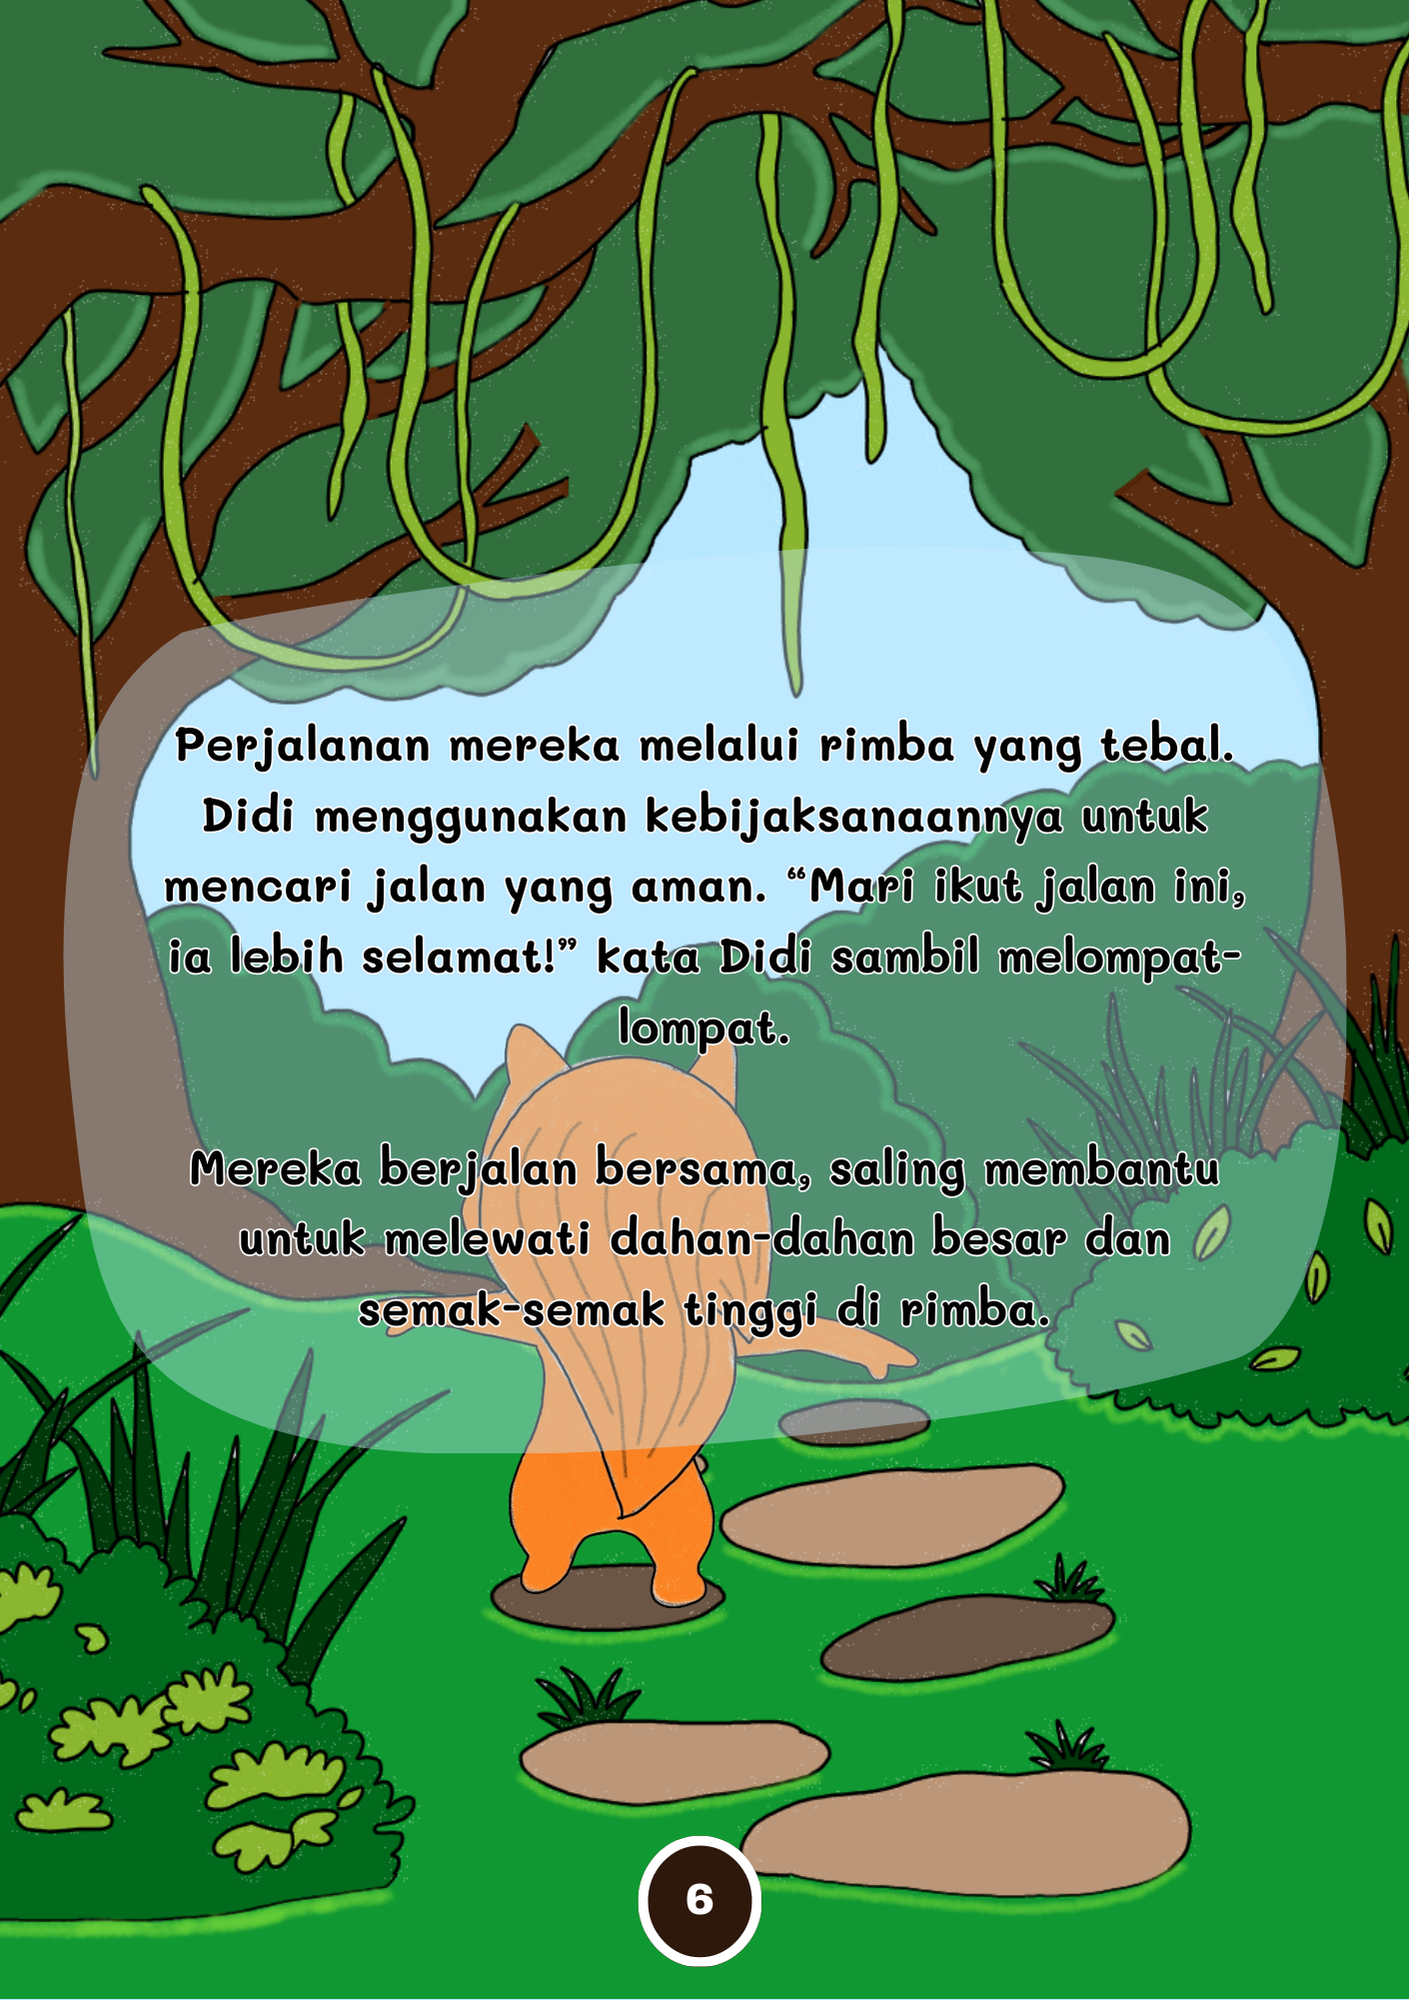 Perjalanan mereka melalui rimba yang tebal.
Didi menggunakan kebijaksanaannya untuk
mencari jalan yang aman. “Mari ikut jalan ini,
ia lebih selamat!” kata Didi sambil melompat-
lompat.
Mereka berjalan bersama, saling membantu
untuk melewati dahan-dahan besar dan
semak-semak tinggi di rimba.
6